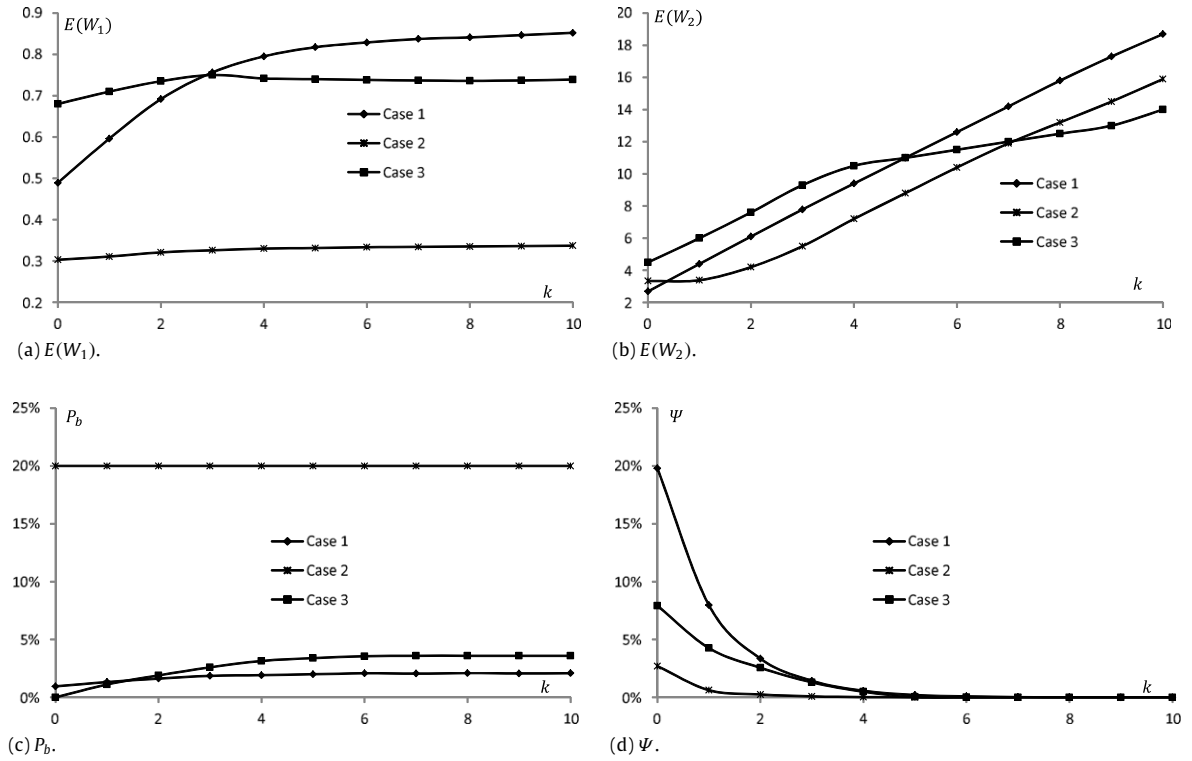 E(W₁)
0.9
0.8
0.7
0.6
0.5
0.4
0.3
0.2
Case 1
Case 2
Case 3
k
0 2 4 6 8 10
(a) E(W₁).
E(W₂)
20
18
16
14
12
10
8
6
4
2
Case 1
Case 2
Case 3
k
0 2 4 6 8 10
(b) E(W₂).
P_b
25%
20%
15%
10%
5%
0%
Case 1
Case 2
Case 3
k
0 2 4 6 8 10
(c) P_b.
Ψ
25%
20%
15%
10%
5%
0%
Case 1
Case 2
Case 3
k
0 2 4 6 8 10
(d) Ψ.